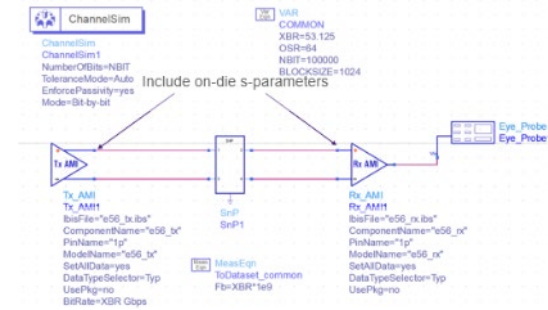 ChannelSim
ChannelSim
ChannelSim1
NumberOfBits=NBIT
ToleranceMode=Auto
EnforcePassivity=yes
Mode=Bit-by-bit
Var
Eqn
VAR
COMMON
XBR=53.125
OSR=64
NBIT=100000
BLOCKSIZE=1024
Include on-die s-parameters
Eye_Probe
Eye_Probe
Tx AMI
Rx AMI
Tx_AMI
Tx_AMI1
IbisFile="e56_tx.ibs"
ComponentName="e56_tx"
PinName="1p"
ModelName="e56_tx"
SetAllData=yes
DataTypeSelector=Typ
UsePkg=no
BitRate=XBR Gbps
SnP
SnP1
Meas
Eqn
MeasEqn
ToDataset_common
Fb=XBR*1e9
Rx_AMI
Rx_AMI1
IbisFile="e56_rx.ibs"
ComponentName="e56_rx"
PinName="1p"
ModelName="e56_rx"
SetAllData=yes
DataTypeSelector=Typ
UsePkg=no